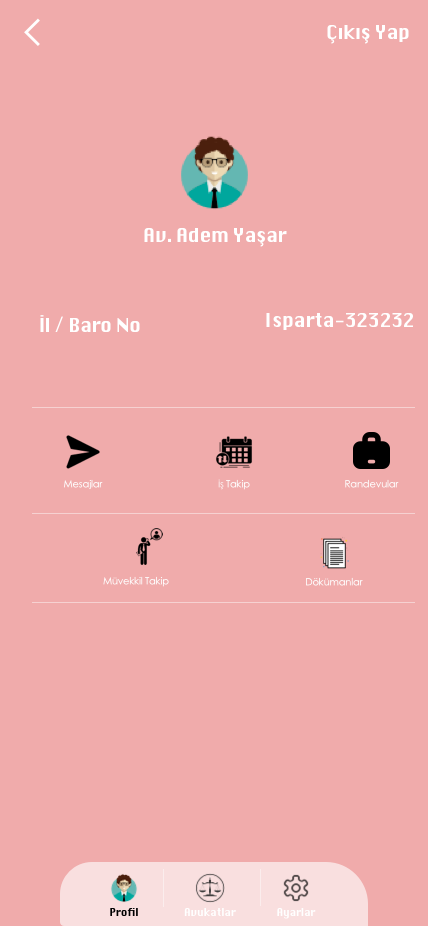 Çıkış Yap
Av. Adem Yaşar
İl / Baro No
Isparta-323232
Mesajlar
İş Takip
Randevular
Müvekkil Takip
Dökümanlar
Profil
Avukatlar
Ayarlar